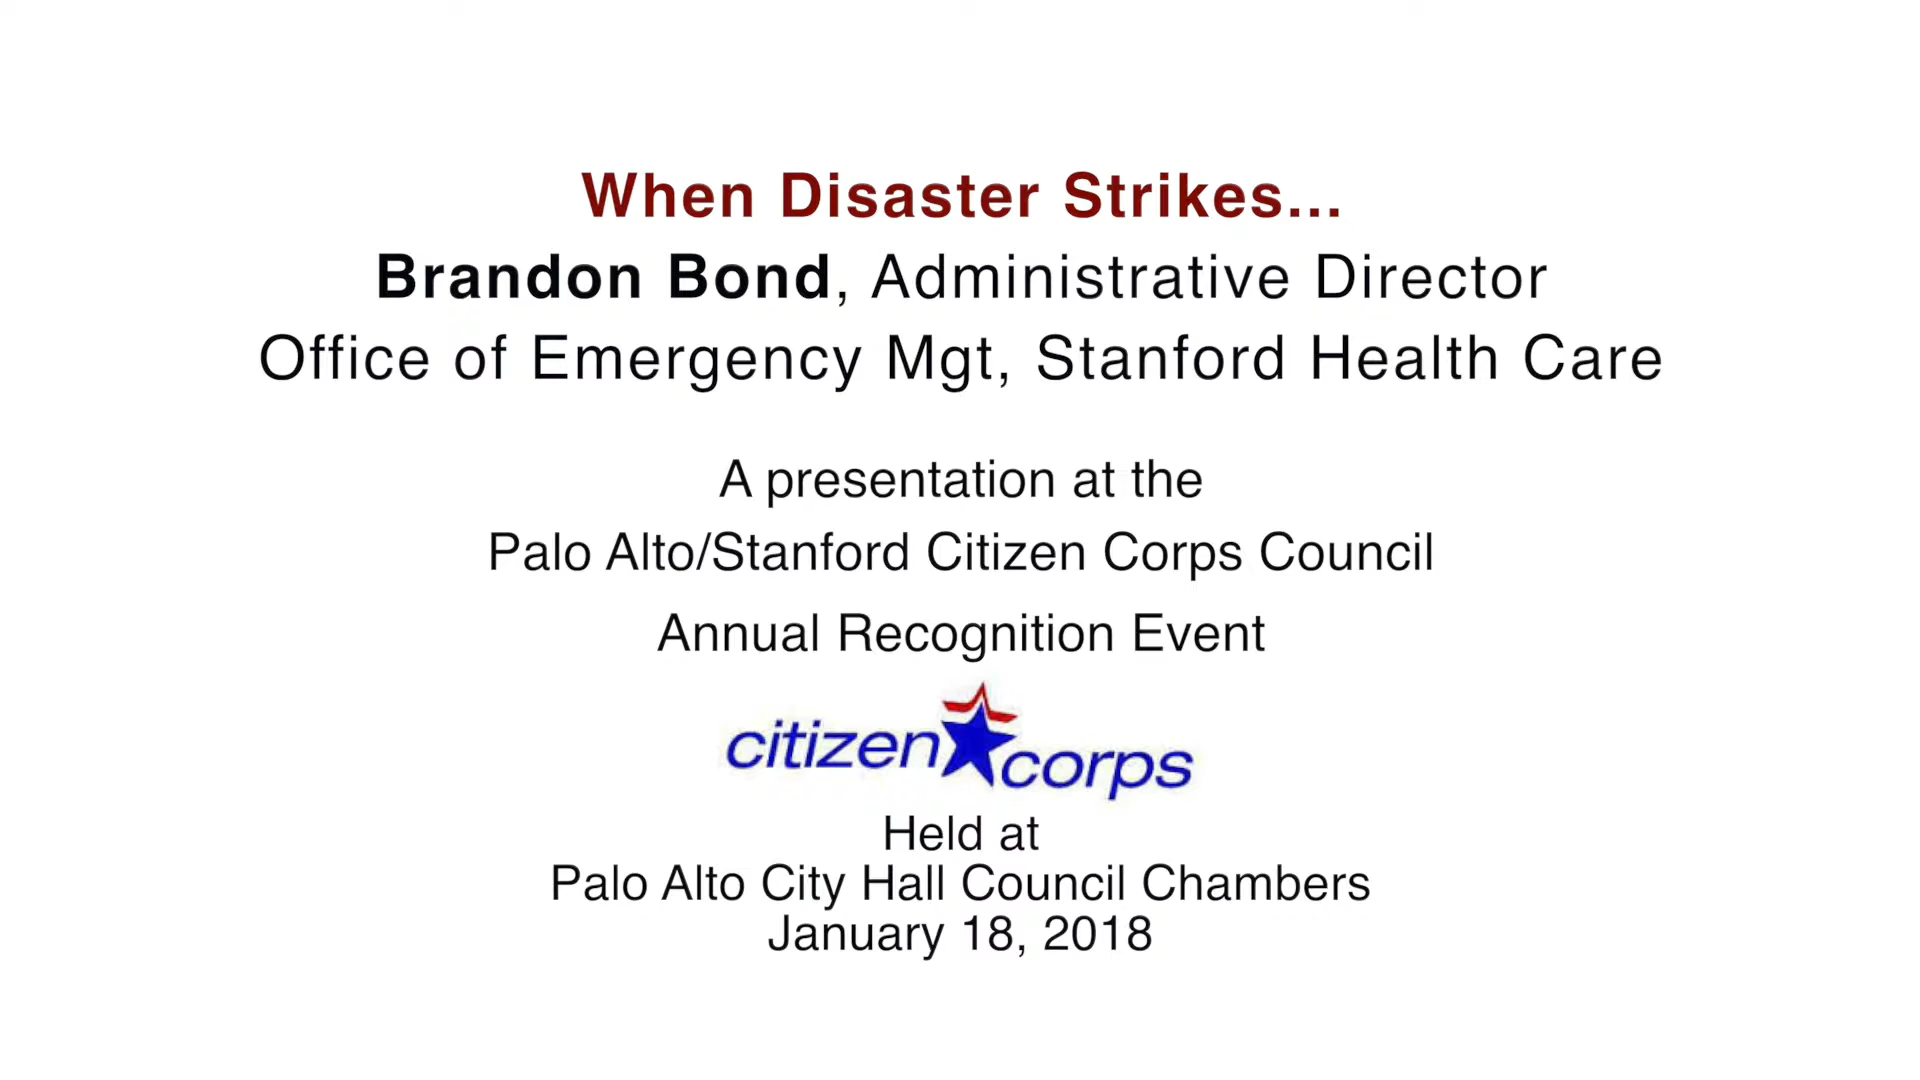 When Disaster Strikes...
Brandon Bond, Administrative Director
Office of Emergency Mgt, Stanford Health Care
A presentation at the
Palo Alto/Stanford Citizen Corps Council
Annual Recognition Event
citizen corps
Held at
Palo Alto City Hall Council Chambers
January 18, 2018